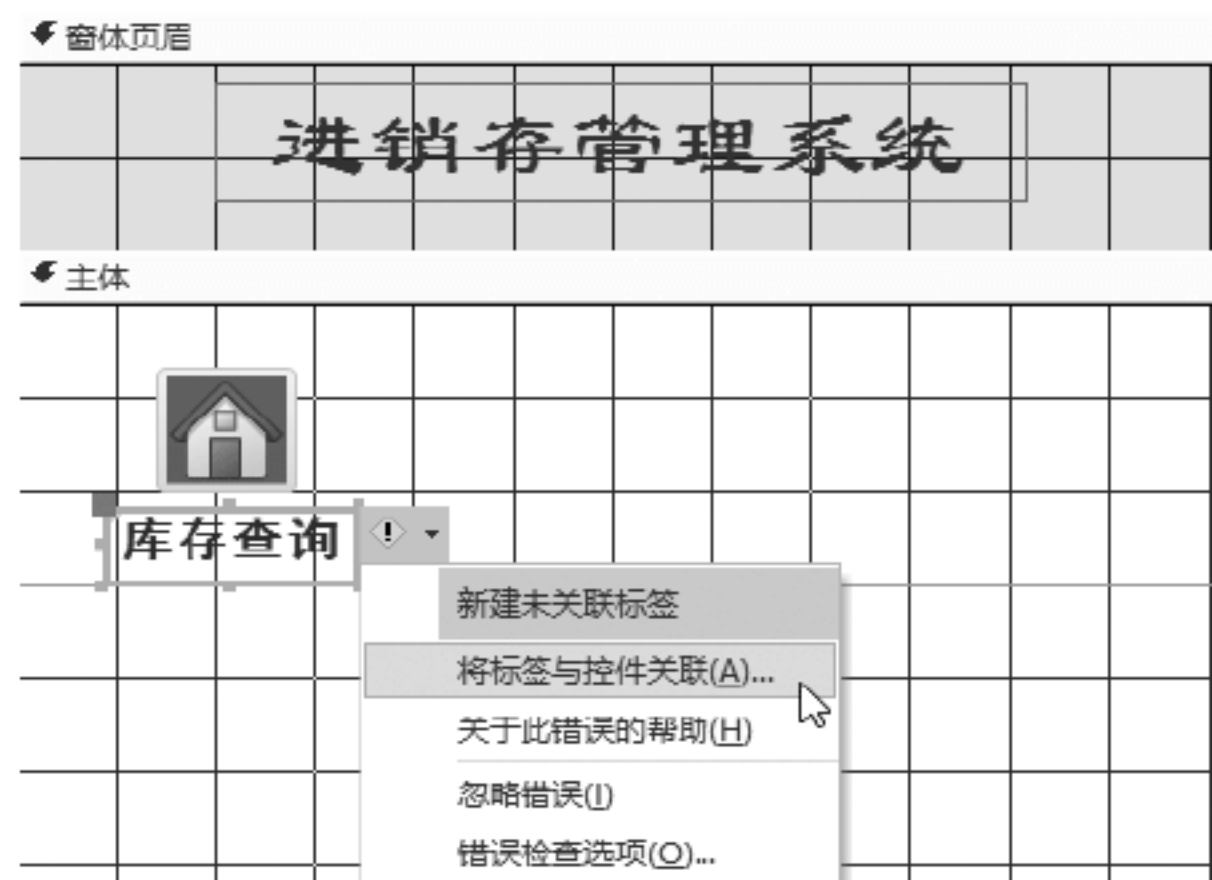 窗体页眉
进销存管理系统
主体
库存查询
新建未关联标签
将标签与控件关联(A)...
关于此错误的帮助(H)
忽略错误(I)
错误检查选项(O)...